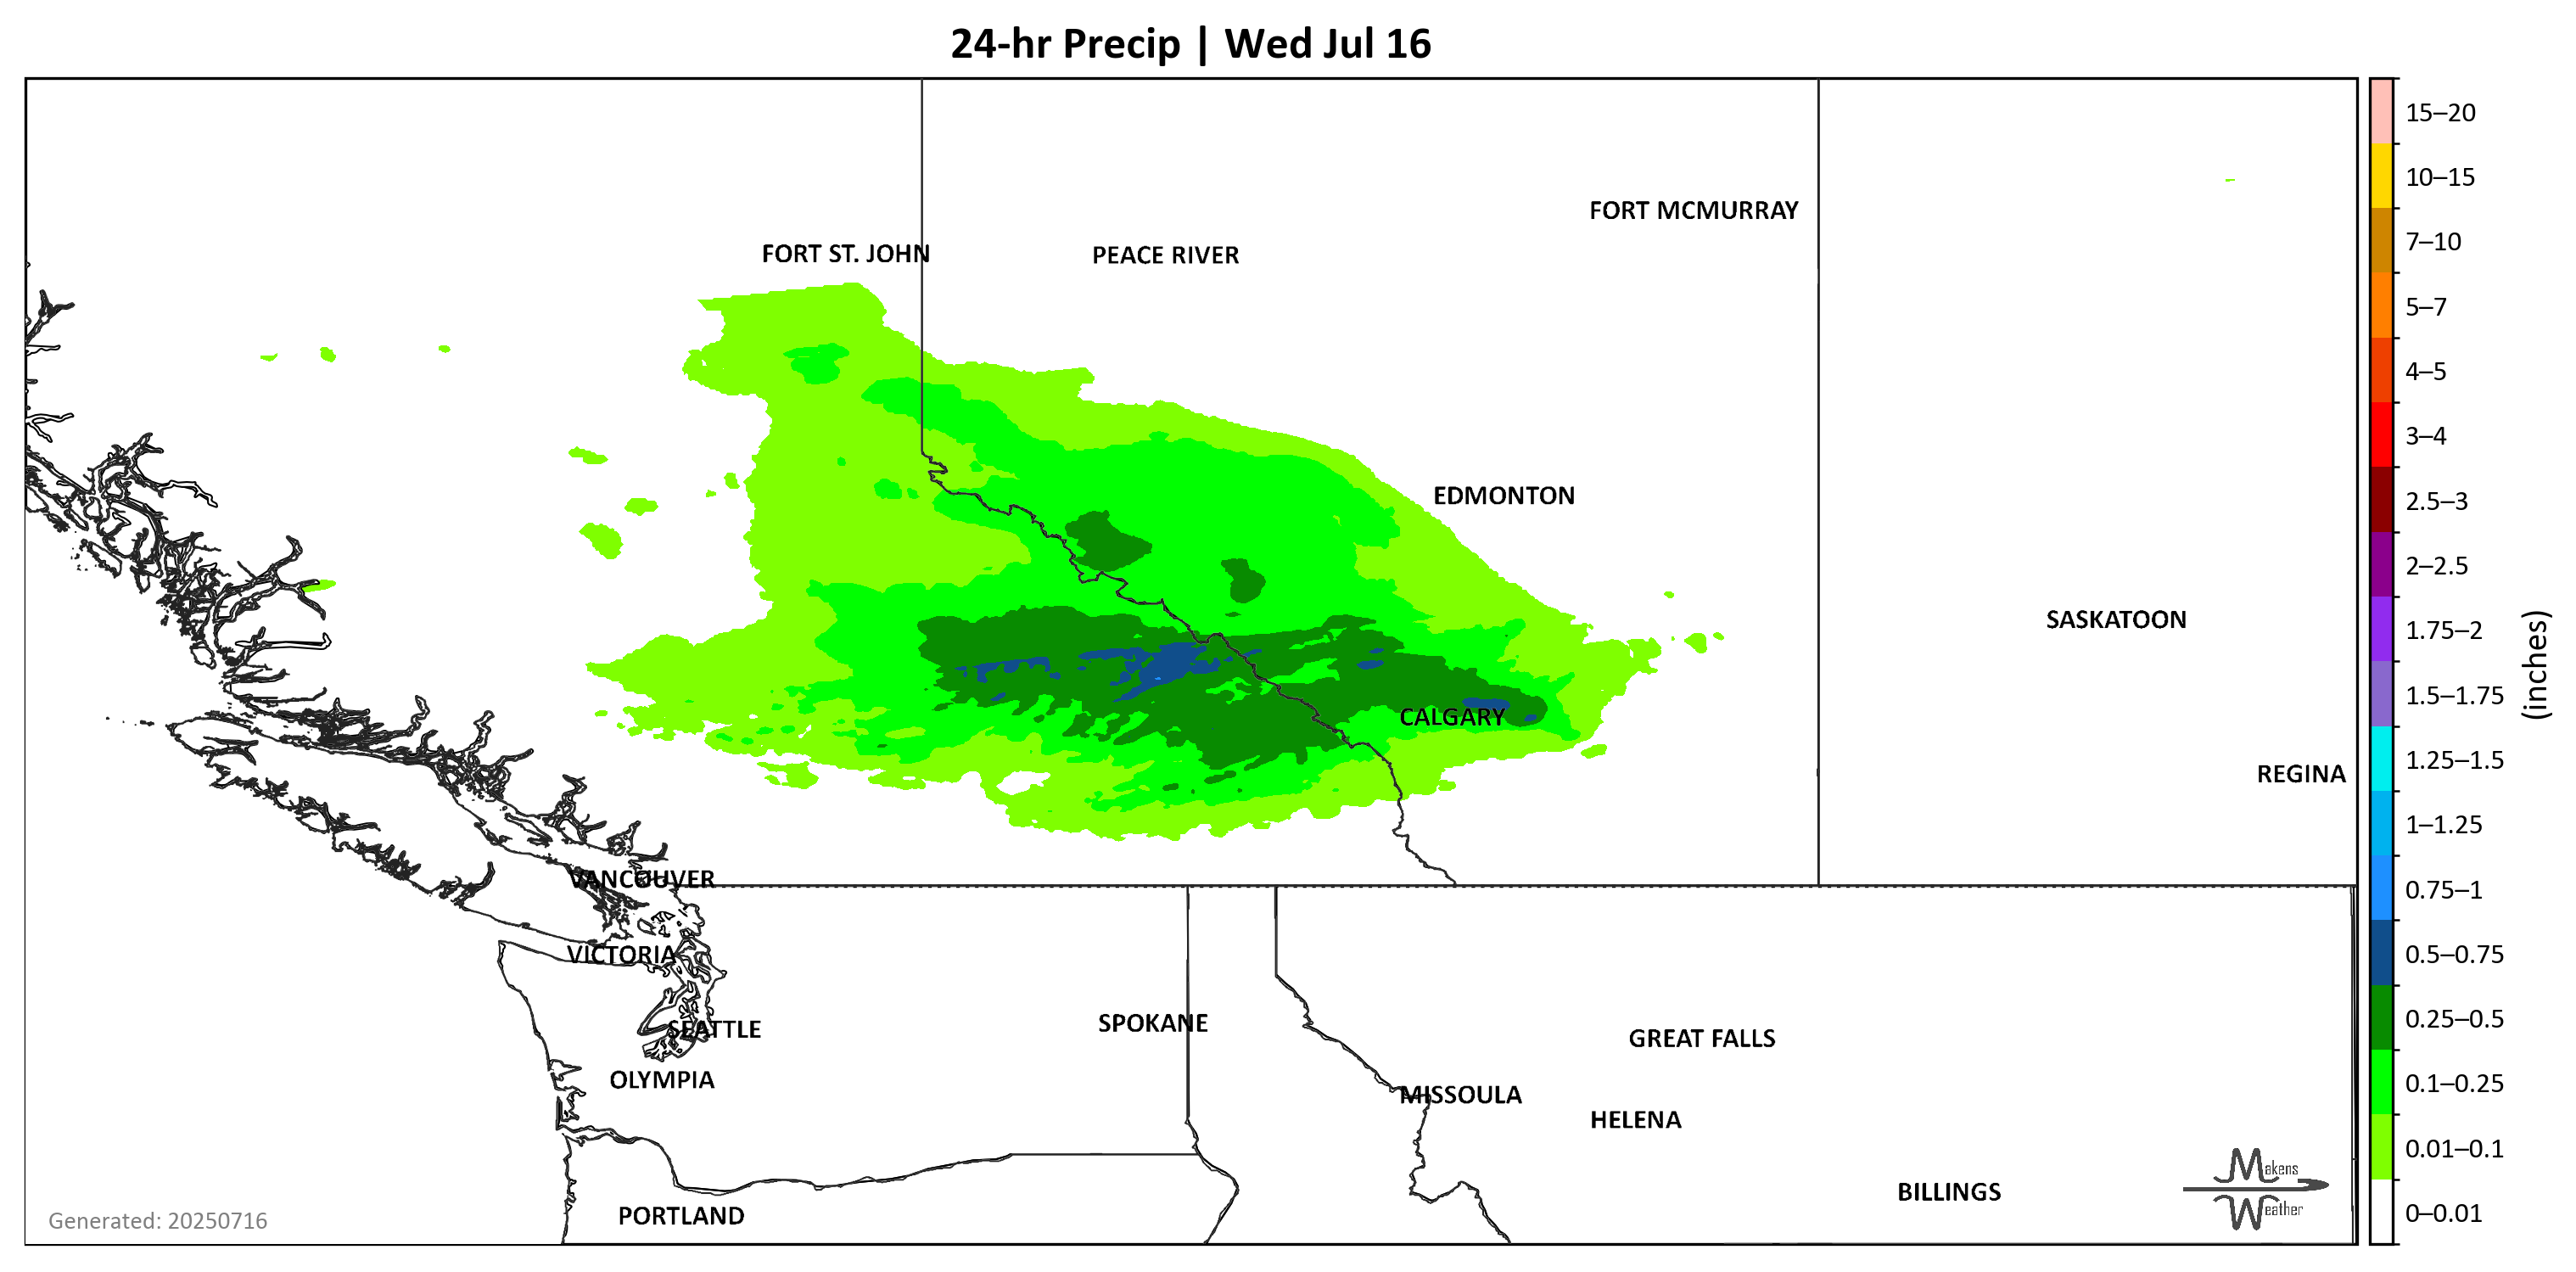 24-hr Precip | Wed Jul 16
15–20
10–15
7–10
5–7
4–5
3–4
2.5–3
2–2.5
1.75–2
1.5–1.75
1.25–1.5
1–1.25
0.75–1
0.5–0.75
0.25–0.5
0.1–0.25
0.01–0.1
0–0.01
(inches)
FORT MCMURRAY
FORT ST. JOHN
PEACE RIVER
EDMONTON
SASKATOON
CALGARY
REGINA
VANCOUVER
VICTORIA
SEATTLE
SPOKANE
GREAT FALLS
OLYMPIA
MISSOULA
HELENA
BILLINGS
PORTLAND
Makens
Weather
Generated: 20250716